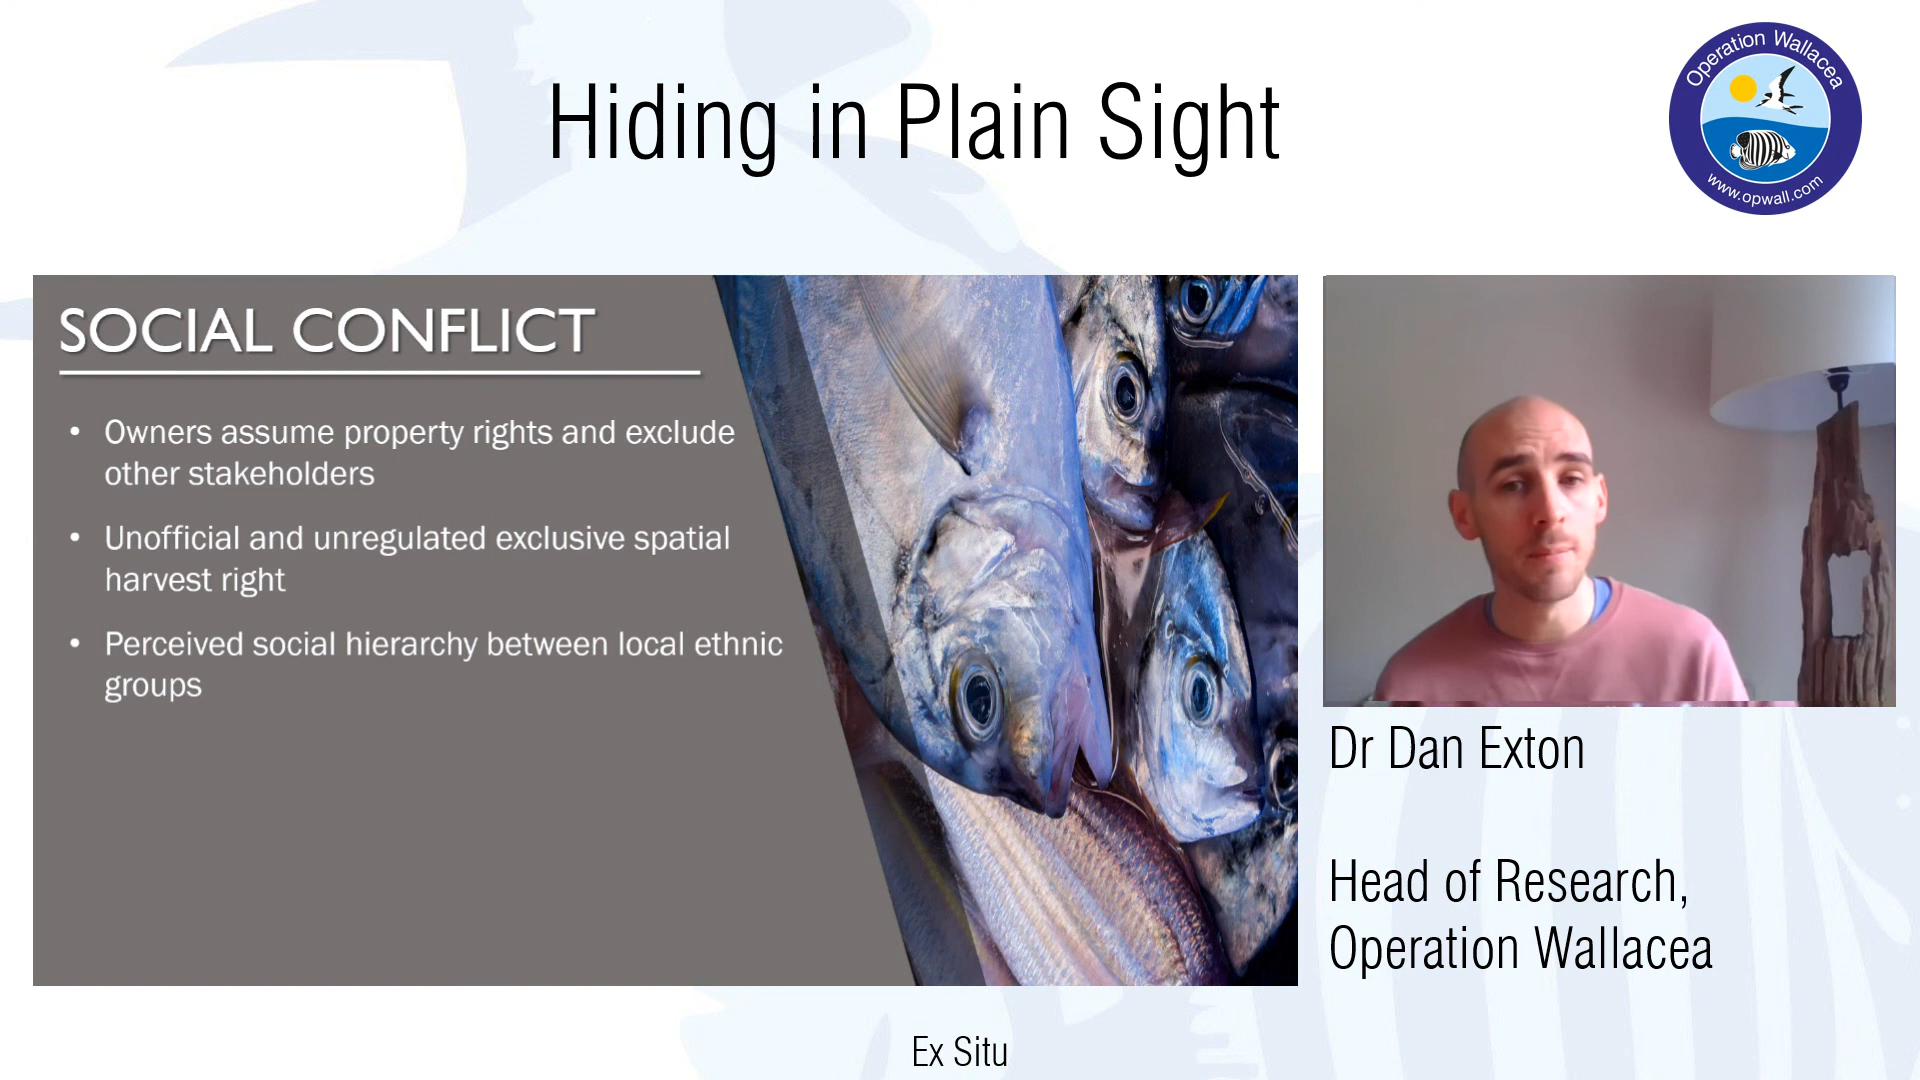 Hiding in Plain Sight
Operation Wallacea
www.opwall.com
SOCIAL CONFLICT
• Owners assume property rights and exclude
other stakeholders
• Unofficial and unregulated exclusive spatial
harvest right
• Perceived social hierarchy between local ethnic
groups
Dr Dan Exton
Head of Research,
Operation Wallacea
Ex Situ